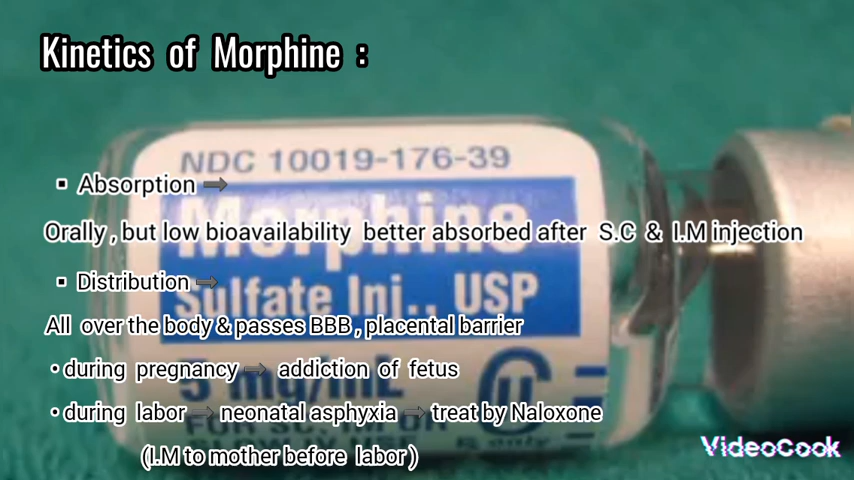 Kinetics of Morphine :
NDC 10019-176-39
▪ Absorption ➡
Morphine
Orally , but low bioavailability better absorbed after S.C & I.M injection
▪ Distribution ➡
Sulfate Inj.. USP
All over the body & passes BBB , placental barrier
• during pregnancy ➡ addiction of fetus
5 mg/mL
• during labor ➡ neonatal asphyxia ➡ treat by Naloxone
(I.M to mother before labor )
Rx only
VideoCook